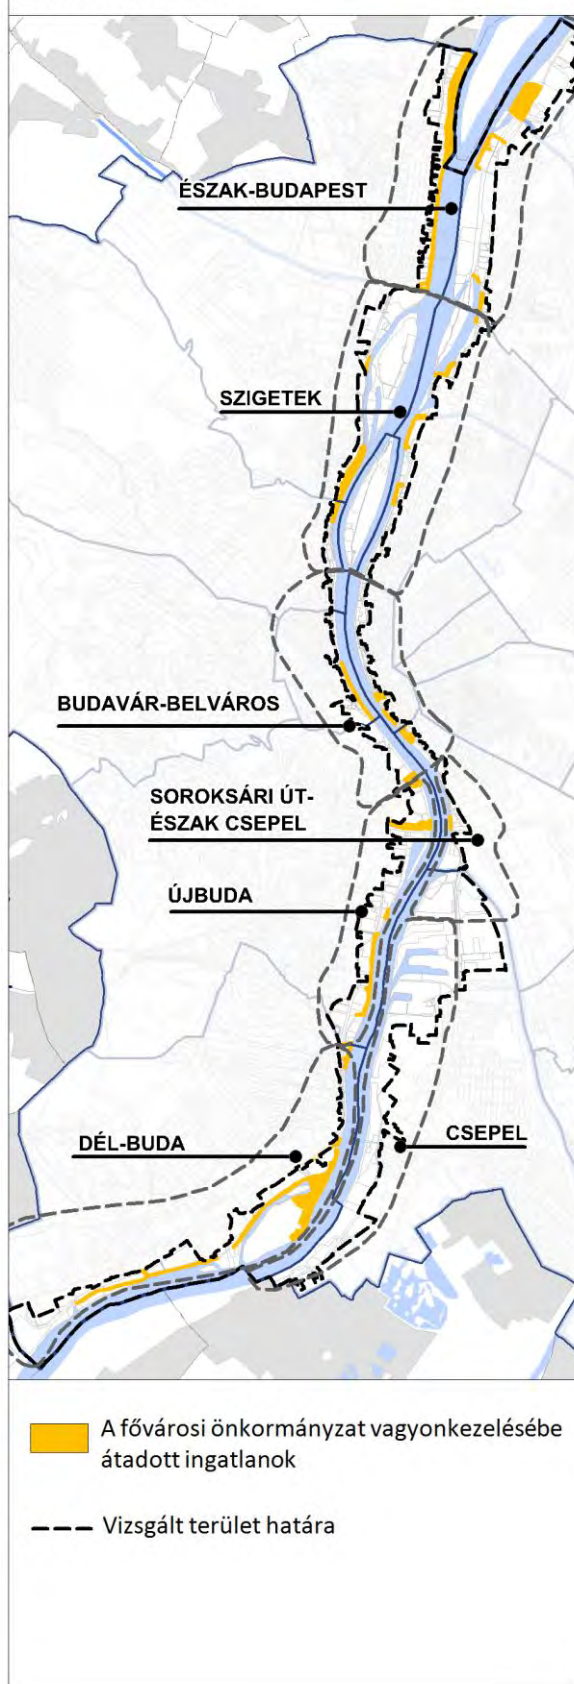 ÉSZAK-BUDAPEST
SZIGETEK
BUDAVÁR-BELVÁROS
SOROKSÁRI ÚT-
ÉSZAK CSEPEL
ÚJBUDA
DÉL-BUDA
CSEPEL
A fővárosi önkormányzat vagyonkezelésébe
átadott ingatlanok
Vizsgált terület határa